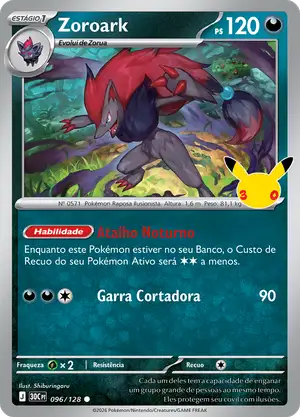 ESTÁGIO 1
Zoroark
PS 120
Evolui de Zorua
30
Nº 0571 Pokémon Raposa Ilusionista. Altura: 1,6 m. Peso: 81,1 kg
Habilidade Atalho Noturno
Enquanto este Pokémon estiver no seu Banco, o Custo de
Recuo do seu Pokémon Ativo será a menos.
Garra Cortadora 90
Fraqueza ×2 Resistência Recuo
Ilust. Shiburingaru
J 30C PT 096/128
Cada um deles tem a capacidade de enganar um
grupo grande de pessoas ao mesmo tempo.
Eles protegem seu covil com ilusões.
©2026 Pokémon/Nintendo/Creatures/GAME FREAK